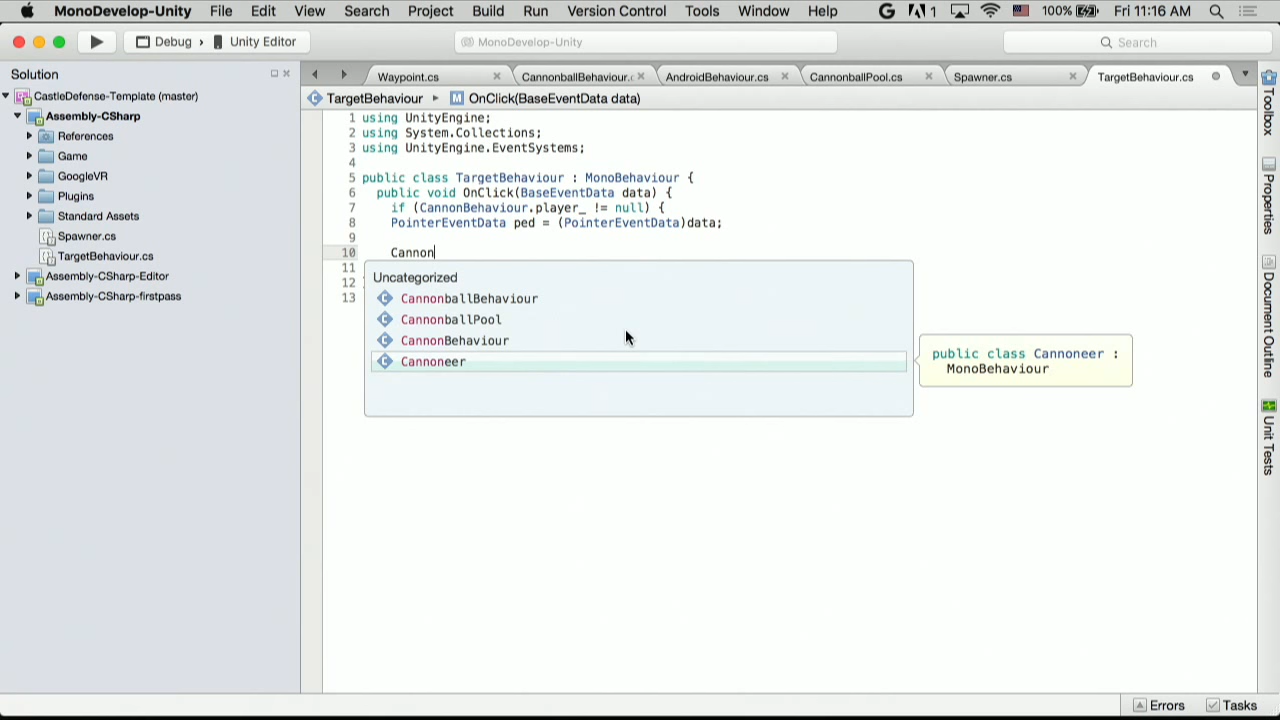 MonoDevelop-Unity File Edit View Search Project Build Run Version Control Tools Window Help 1 100% Fri 11:16 AM
Debug › Unity Editor MonoDevelop-Unity Search
Solution
Waypoint.cs CannonballBehaviour.c AndroidBehaviour.cs CannonballPool.cs Spawner.cs TargetBehaviour.cs
CastleDefense-Template (master)
Assembly-CSharp
References
Game
GoogleVR
Plugins
Standard Assets
Spawner.cs
TargetBehaviour.cs
Assembly-CSharp-Editor
Assembly-CSharp-firstpass
TargetBehaviour ▸ OnClick(BaseEventData data)
1 using UnityEngine;
2 using System.Collections;
3 using UnityEngine.EventSystems;
4
5 public class TargetBehaviour : MonoBehaviour {
6 public void OnClick(BaseEventData data) {
7 if (CannonBehaviour.player_ != null) {
8 PointerEventData ped = (PointerEventData)data;
9
10 Cannon
11
12
13
Uncategorized
CannonballBehaviour
CannonballPool
CannonBehaviour
Cannoneer
public class Cannoneer :
MonoBehaviour
Toolbox
Properties
Document Outline
Unit Tests
Errors Tasks